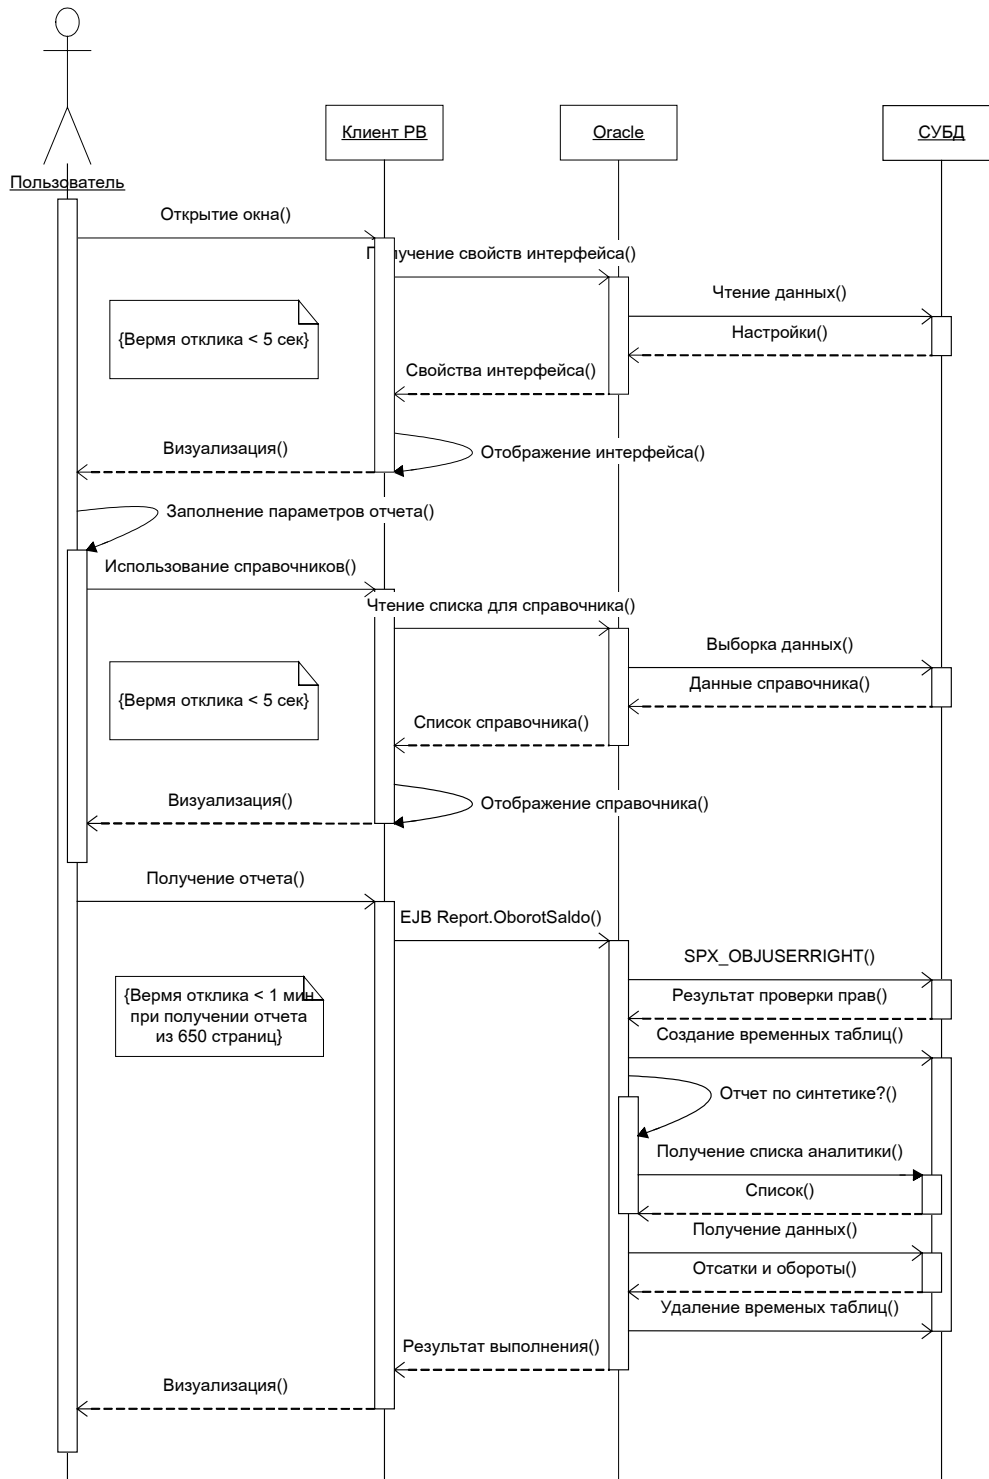 Клиент РВ
Oracle
СУБД
Пользователь
Открытие окна()
Получение свойств интерфейса()
Чтение данных()
{Вермя отклика < 5 сек}
Настройки()
Свойства интерфейса()
Визуализация()
Отображение интерфейса()
Заполнение параметров отчета()
Использование справочников()
Чтение списка для справочника()
Выборка данных()
{Вермя отклика < 5 сек}
Данные справочника()
Список справочника()
Визуализация()
Отображение справочника()
Получение отчета()
EJB Report.OborotSaldo()
SPX_OBJUSERRIGHT()
{Вермя отклика < 1 мин
при получении отчета
из 650 страниц}
Результат проверки прав()
Создание временных таблиц()
Отчет по синтетике?()
Получение списка аналитики()
Список()
Получение данных()
Отсатки и обороты()
Удаление временых таблиц()
Результат выполнения()
Визуализация()